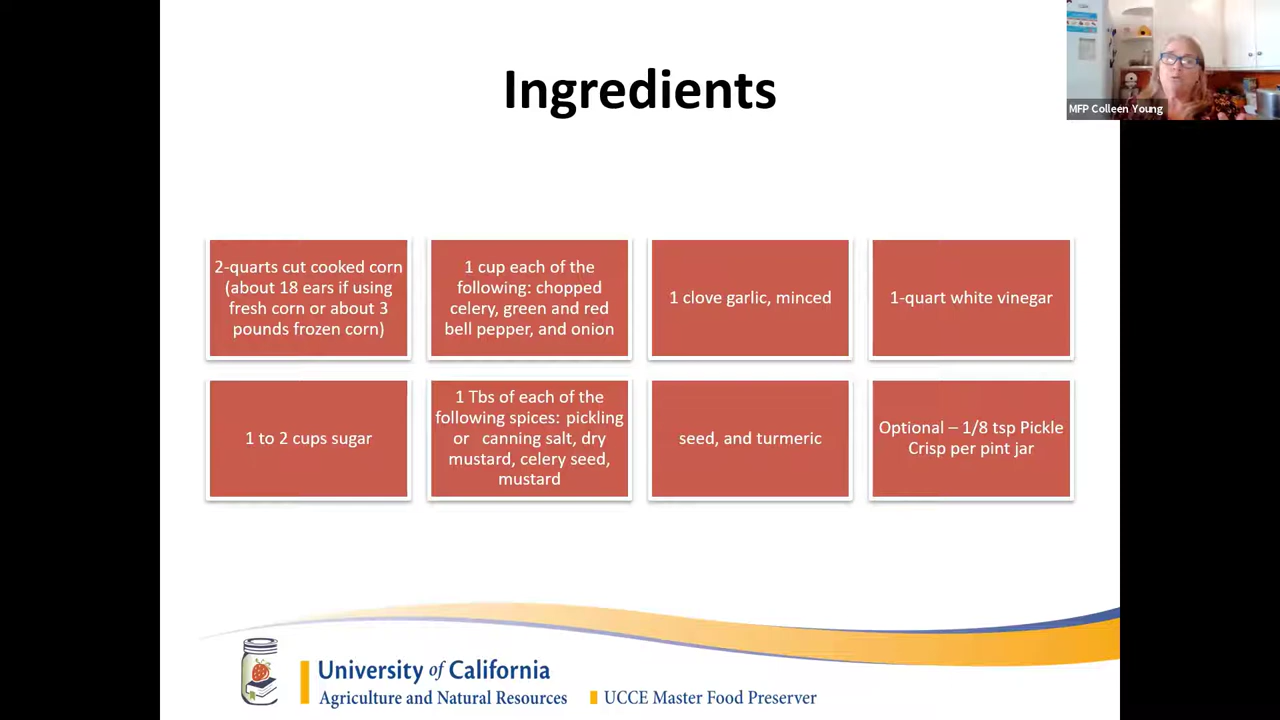 Ingredients
MFP Colleen Young
2-quarts cut cooked corn
(about 18 ears if using
fresh corn or about 3
pounds frozen corn)
1 cup each of the
following: chopped
celery, green and red
bell pepper, and onion
1 clove garlic, minced
1-quart white vinegar
1 to 2 cups sugar
1 Tbs of each of the
following spices: pickling
or canning salt, dry
mustard, celery seed,
mustard
seed, and turmeric
Optional – 1/8 tsp Pickle
Crisp per pint jar
University of California
Agriculture and Natural Resources
UCCE Master Food Preserver